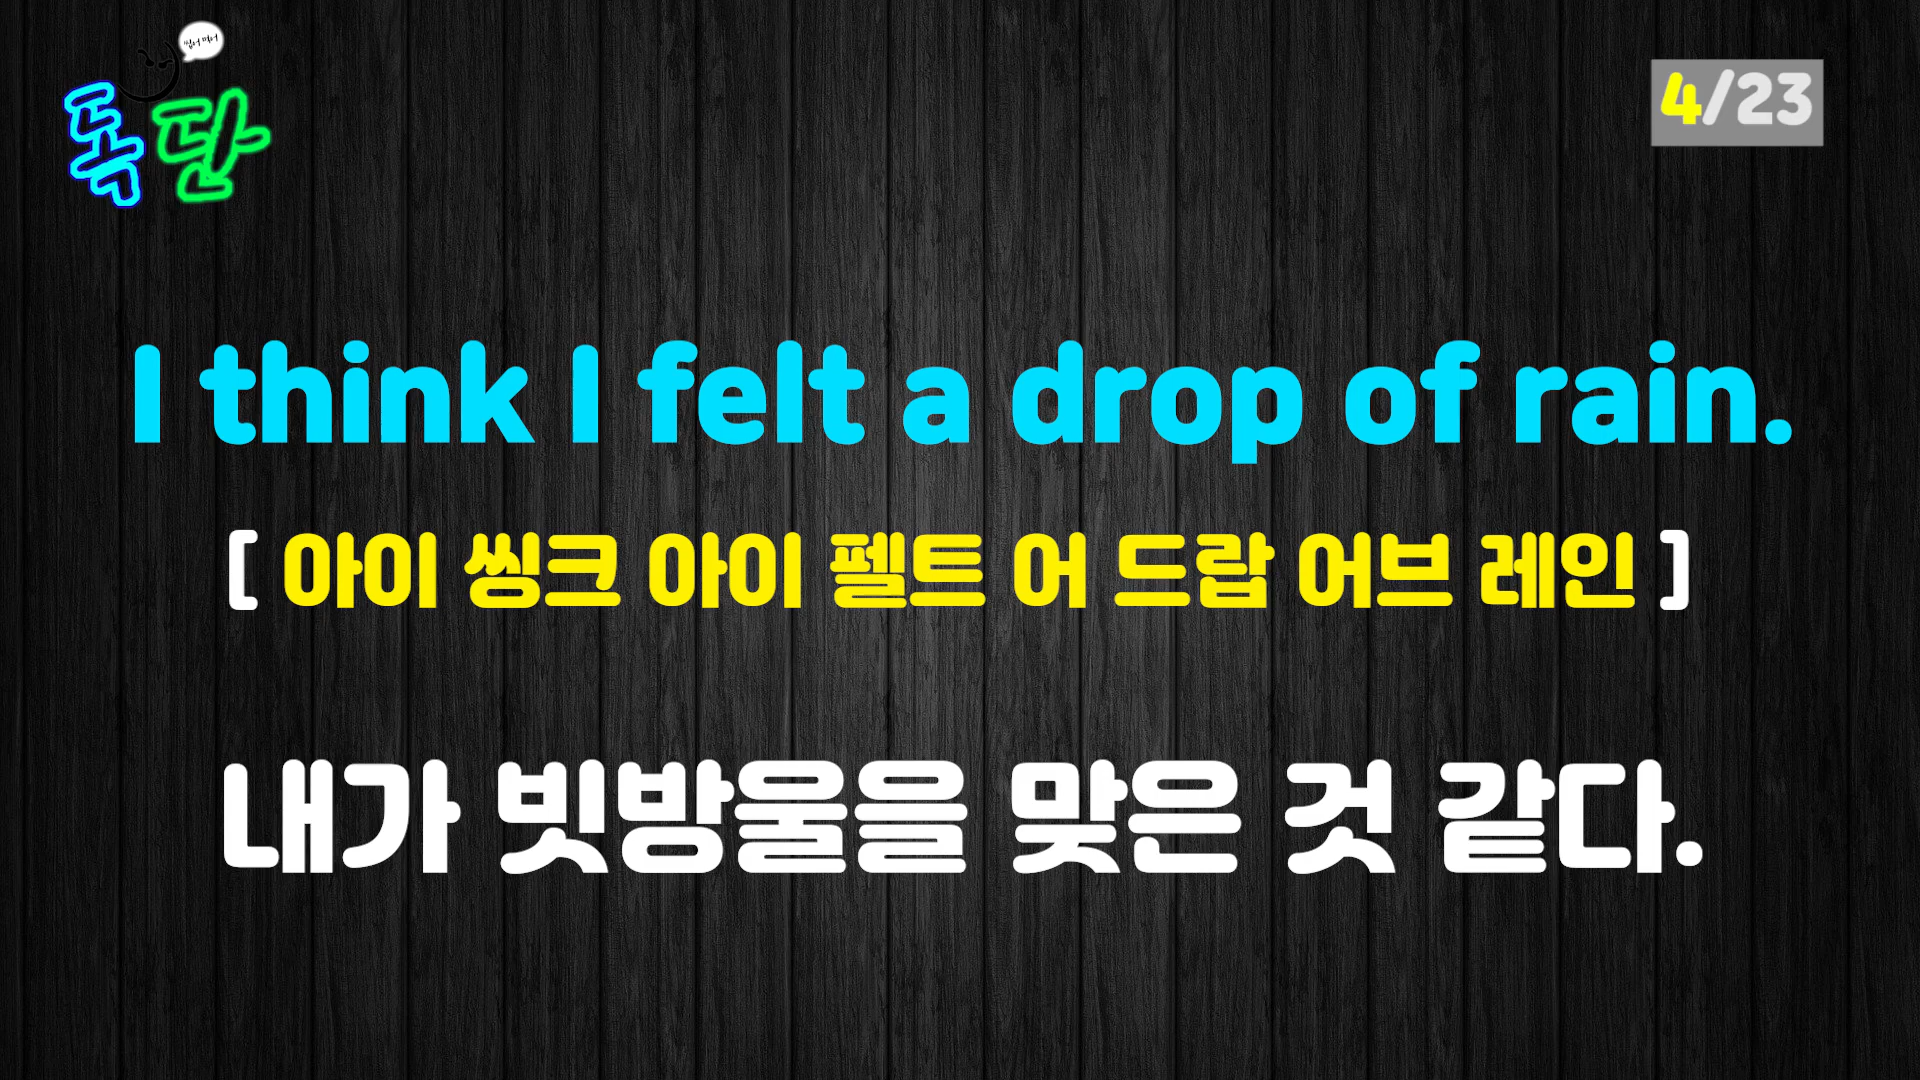 독단
4/23
I think I felt a drop of rain.
[ 아이 씽크 아이 펠트 어 드랍 어브 레인 ]
내가 빗방울을 맞은 것 같다.